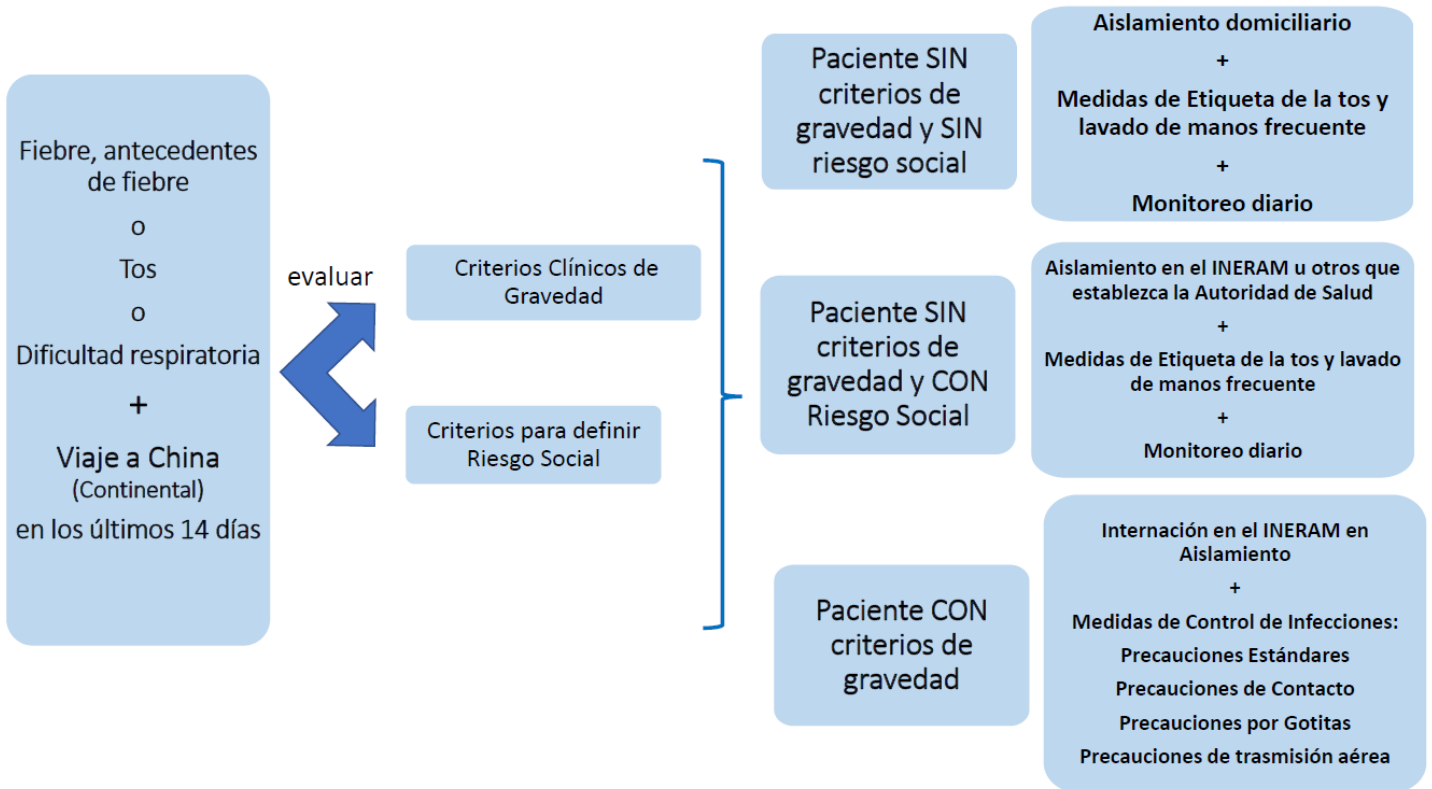 Fiebre, antecedentes
de fiebre
o
Tos
o
Dificultad respiratoria
+
Viaje a China
(Continental)
en los últimos 14 días
evaluar
Criterios Clínicos de
Gravedad
Criterios para definir
Riesgo Social
Paciente SIN
criterios de
gravedad y SIN
riesgo social
Aislamiento domiciliario
+
Medidas de Etiqueta de la tos y
lavado de manos frecuente
+
Monitoreo diario
Paciente SIN
criterios de
gravedad y CON
Riesgo Social
Aislamiento en el INERAM u otros que
establezca la Autoridad de Salud
+
Medidas de Etiqueta de la tos y lavado
de manos frecuente
+
Monitoreo diario
Paciente CON
criterios de
gravedad
Internación en el INERAM en
Aislamiento
+
Medidas de Control de Infecciones:
Precauciones Estándares
Precauciones de Contacto
Precauciones por Gotitas
Precauciones de trasmisión aérea